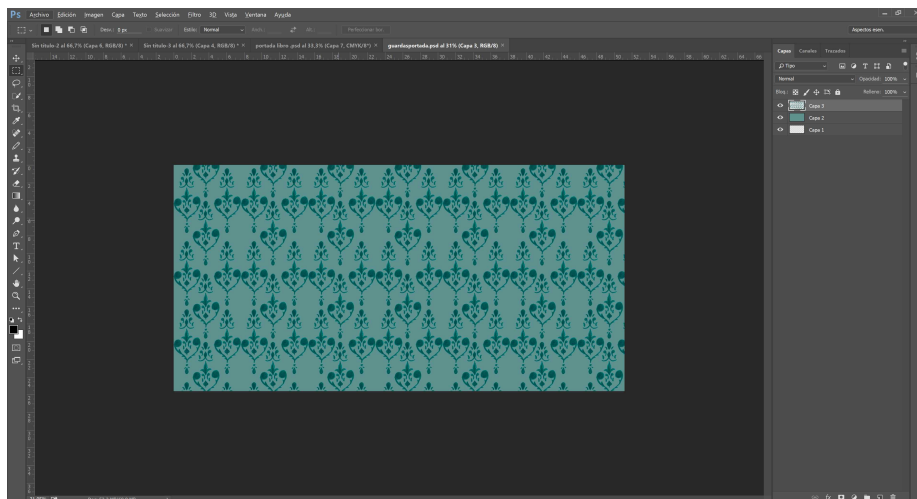 Ps Archivo Edición Imagen Capa Texto Selección Filtro 3D Vista Ventana Ayuda
Desv.: 0 px Suavizar Estilo: Normal Perfeccionar bor. Aspectos esen.
Sin título-2 al 66,7% (Capa 6, RGB/8) * × Sin título-3 al 66,7% (Capa 4, RGB/8) * × portada libro .psd al 33,3% (Capa 7, CMYK/8*) × guardasportada.psd al 31% (Capa 3, RGB/8) ×
Capas Canales Trazados
Tipo
Normal Opacidad: 100%
Bloq.: Relleno: 100%
Capa 3
Capa 2
Capa 1